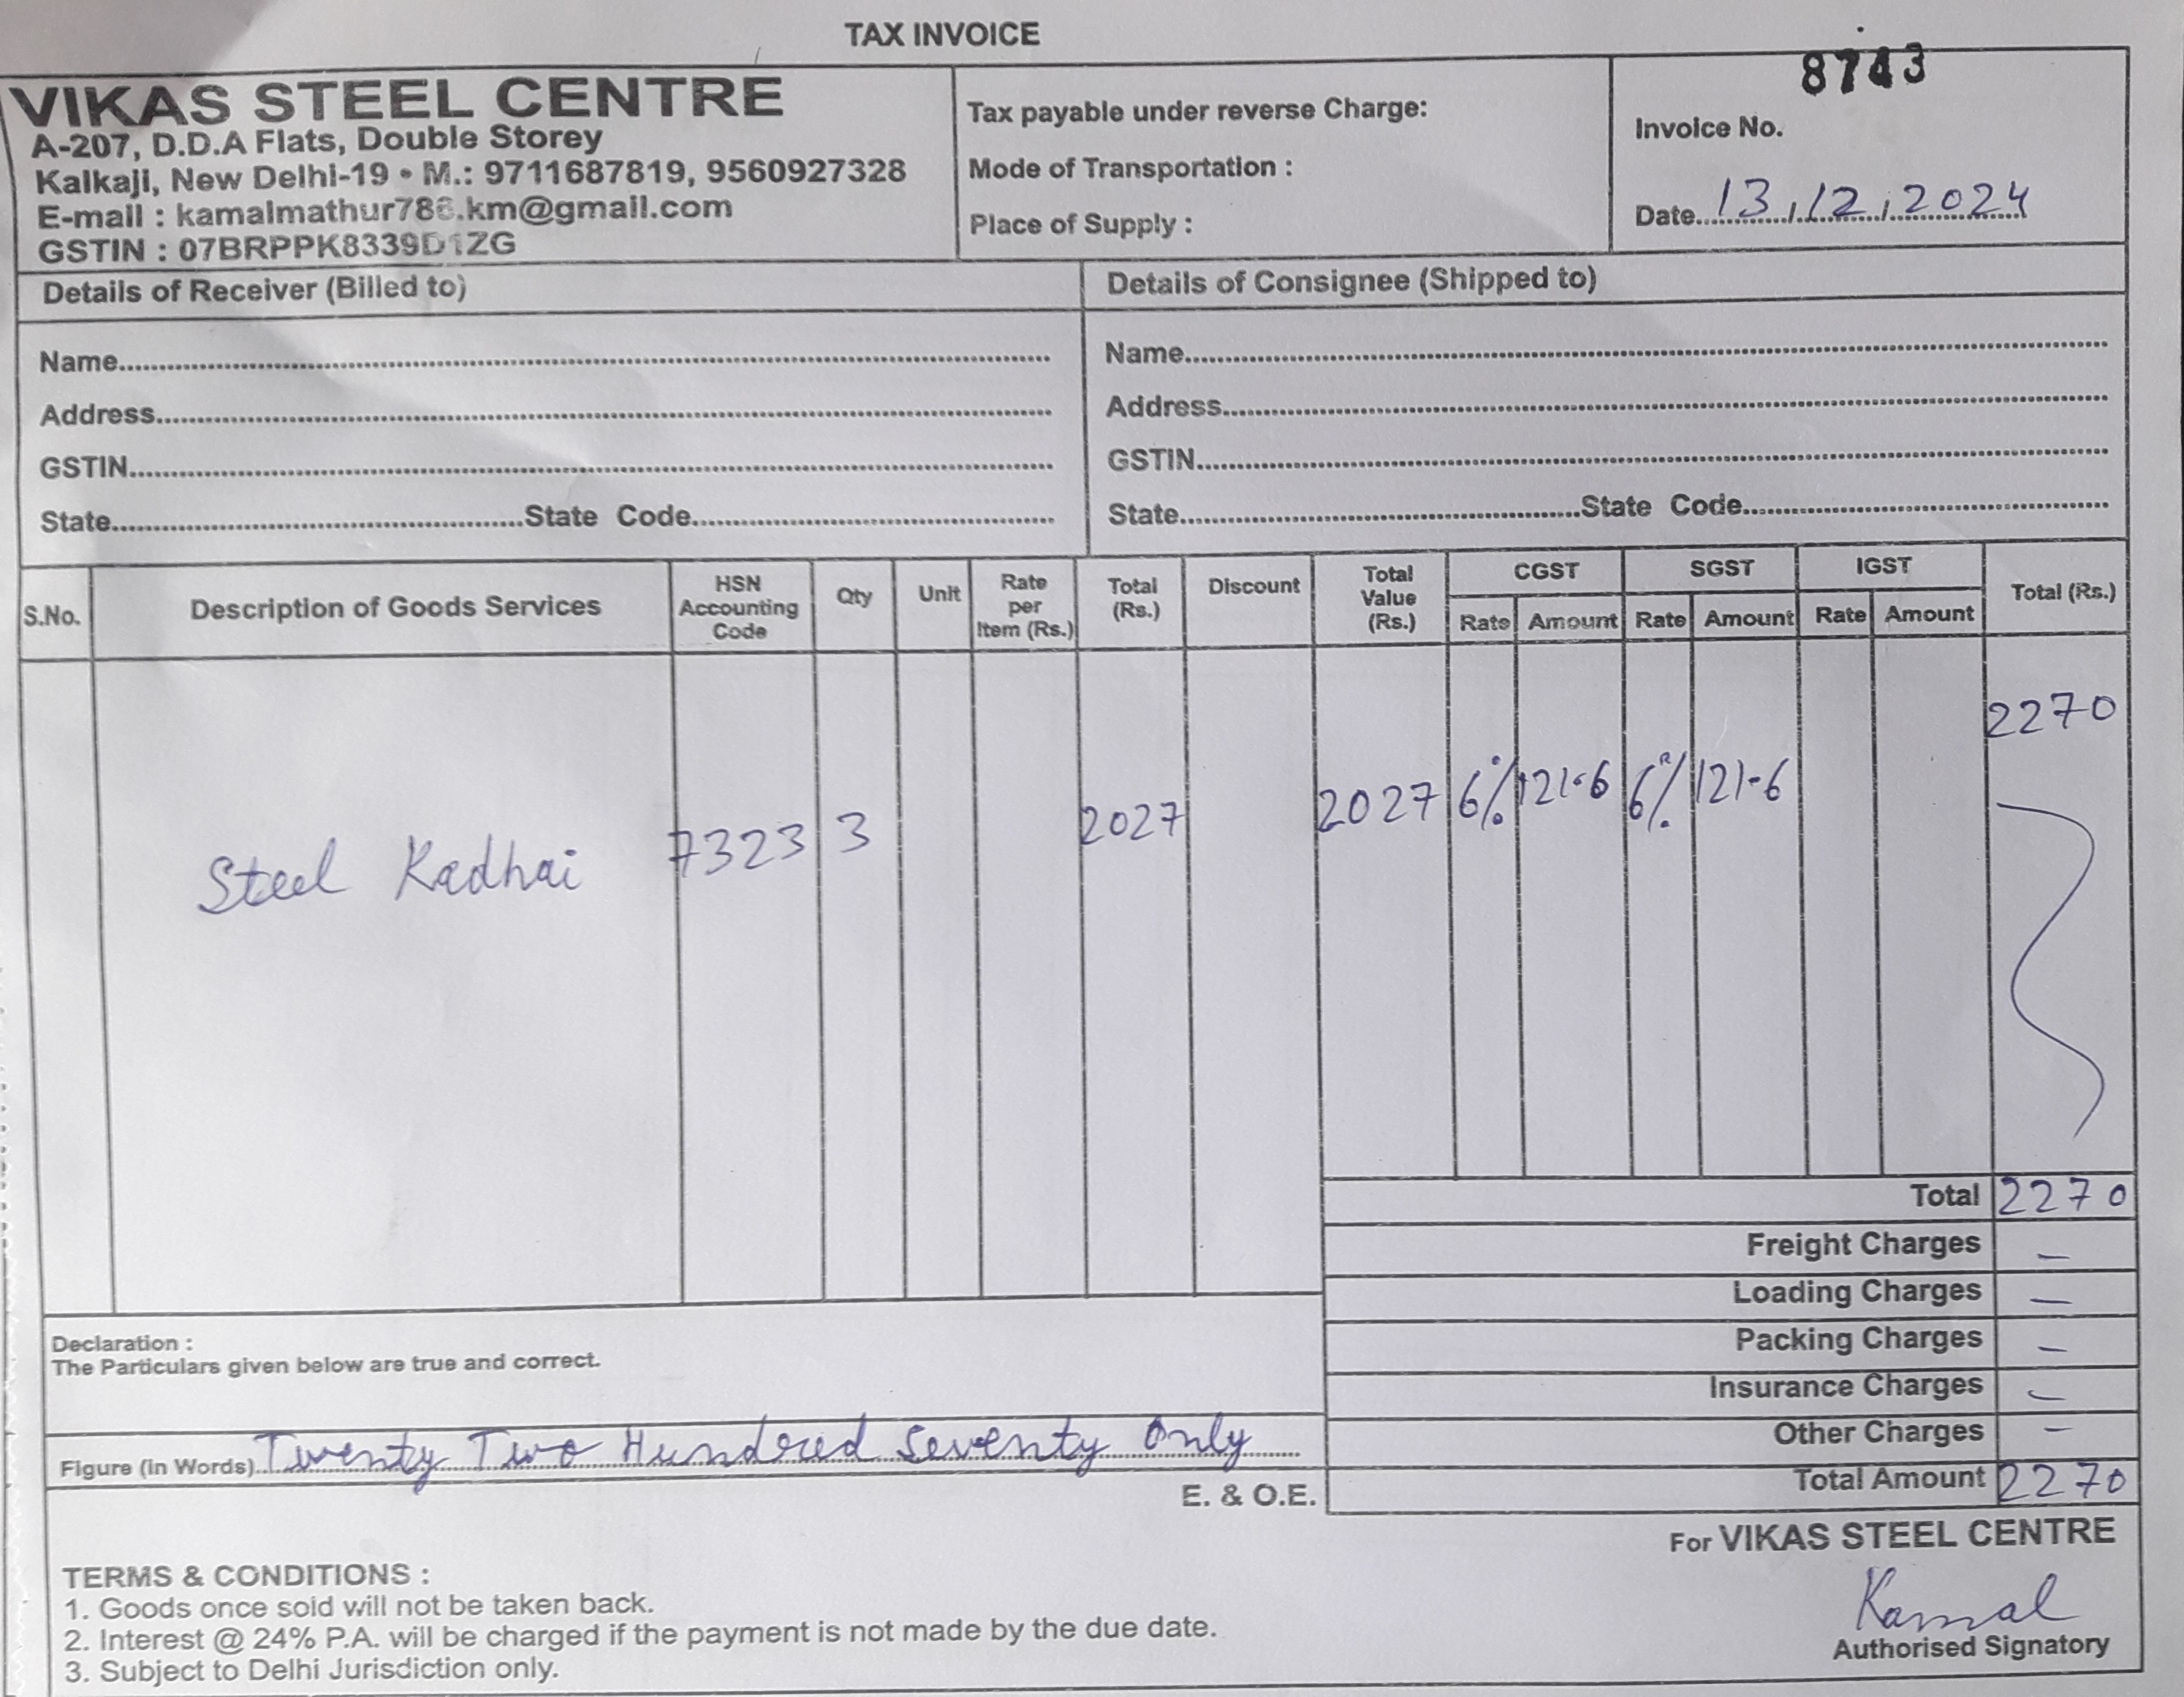 TAX INVOICE
VIKAS STEEL CENTRE
A-207, D.D.A Flats, Double Storey
Kalkaji, New Delhi-19 • M.: 9711687819, 9560927328
E-mail : kamalmathur786.km@gmail.com
GSTIN : 07BRPPK8339D1ZG
Tax payable under reverse Charge:
Mode of Transportation :
Place of Supply :
8743
Invoice No.
Date 13/12/2024
Details of Receiver (Billed to)
Name
Address
GSTIN
State State Code
Details of Consignee (Shipped to)
Name
Address
GSTIN
State State Code
S.No. Description of Goods Services HSN Accounting Code Qty Unit Rate per Item (Rs.) Total (Rs.) Discount Total Value (Rs.) CGST Rate Amount SGST Rate Amount IGST Rate Amount Total (Rs.)
Steel Kadhai 7323 3 2027 2027 6% 121.6 6% 121.6 2270
Total 2270
Freight Charges —
Loading Charges —
Packing Charges —
Insurance Charges —
Other Charges —
Total Amount 2270
Declaration :
The Particulars given below are true and correct.
Figure (in Words) Twenty Two Hundred Seventy Only
E. & O.E.
For VIKAS STEEL CENTRE
Kamal
Authorised Signatory
TERMS & CONDITIONS :
1. Goods once sold will not be taken back.
2. Interest @ 24% P.A. will be charged if the payment is not made by the due date.
3. Subject to Delhi Jurisdiction only.